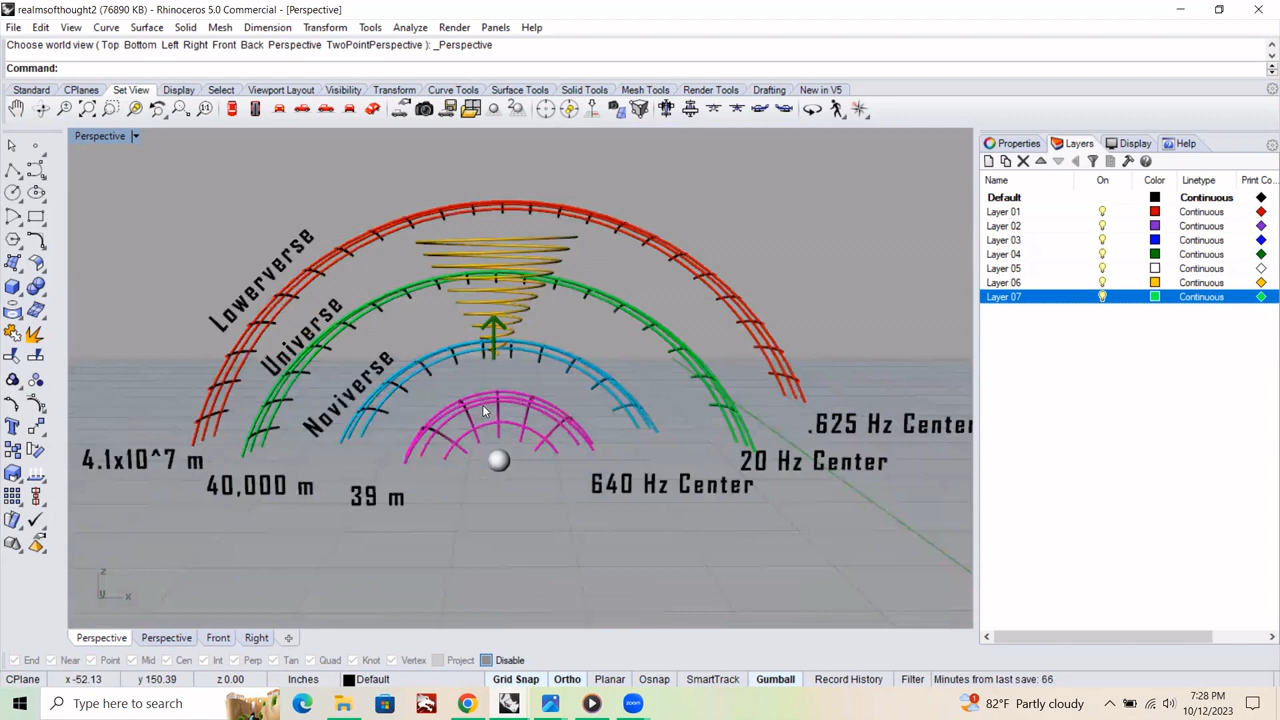 realmsofthought2 (76890 KB) - Rhinoceros 5.0 Commercial - [Perspective]
File Edit View Curve Surface Solid Mesh Dimension Transform Tools Analyze Render Panels Help
Choose world view ( Top Bottom Left Right Front Back Perspective TwoPointPerspective ): _Perspective
Command:
Standard CPlanes Set View Display Select Viewport Layout Visibility Transform Curve Tools Surface Tools Solid Tools Mesh Tools Render Tools Drafting New in V5
Perspective
Properties Layers Display Help
Name On Color Linetype Print Co...
Default Continuous
Layer 01 Continuous
Layer 02 Continuous
Layer 03 Continuous
Layer 04 Continuous
Layer 05 Continuous
Layer 06 Continuous
Layer 07 Continuous
Lowerverse
Universe
Noviverse
.625 Hz Center
4.1x10^7 m
20 Hz Center
40,000 m
640 Hz Center
39 m
z
x
Perspective Perspective Front Right
End Near Point Mid Cen Int Perp Tan Quad Knot Vertex Project Disable
CPlane x -52.13 y 150.39 z 0.00 Inches Default Grid Snap Ortho Planar Osnap SmartTrack Gumball Record History Filter Minutes from last save: 66
Type here to search
zoom
1
82°F Partly cloudy
7:28 PM
10/12/2023